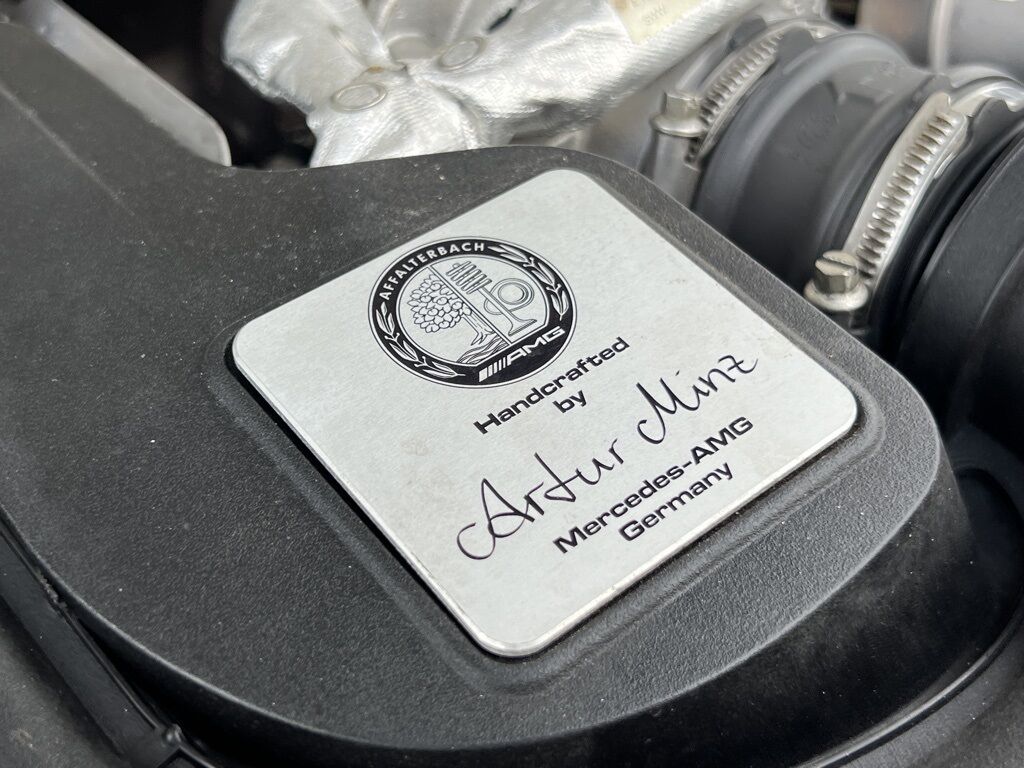 AFFALTERBACH
AMG
Handcrafted
by
Artur Minz
Mercedes-AMG
Germany